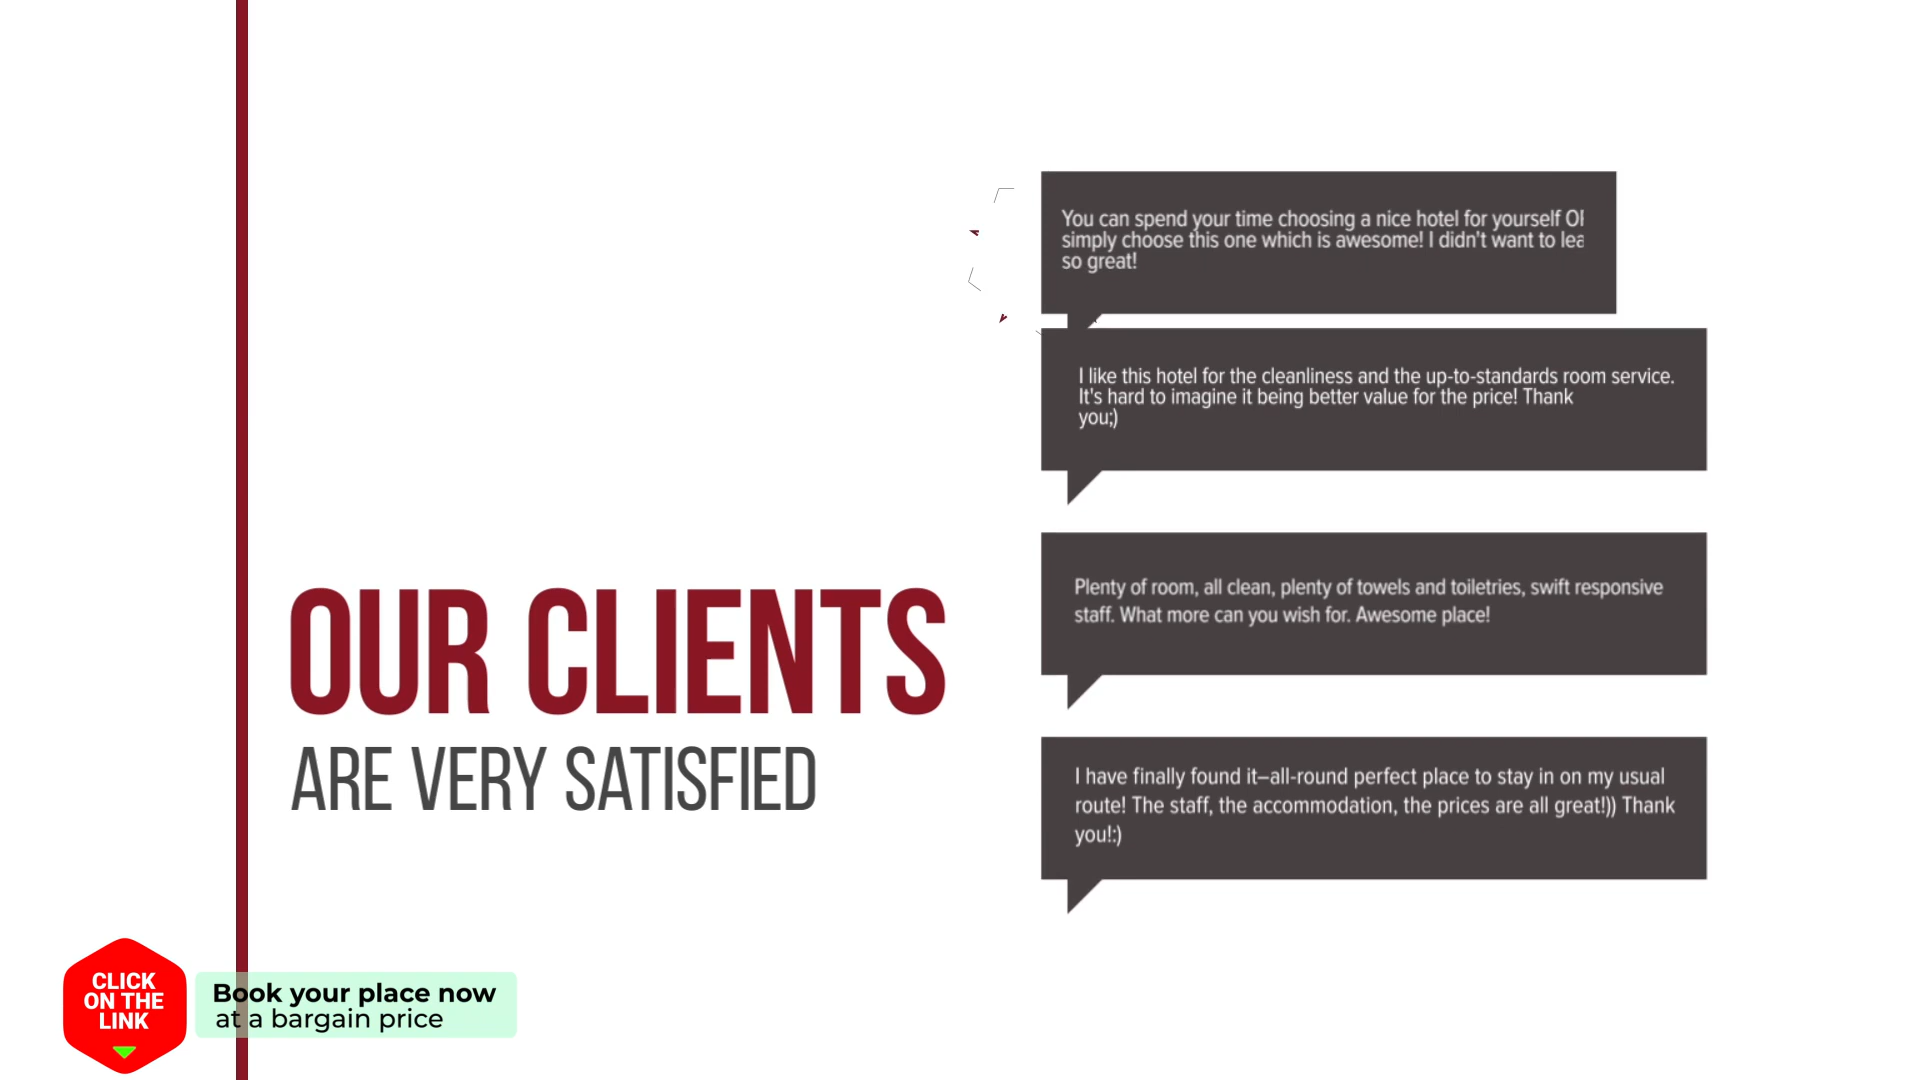 You can spend your time choosing a nice hotel for yourself
simply choose this one which is awesome! I didn't want to
so great!
I like this hotel for the cleanliness and the up-to-standards room service.
It's hard to imagine it being better value for the price! Thank
you;)
OUR CLIENTS
ARE VERY SATISFIED
Plenty of room, all clean, plenty of towels and toiletries, swift responsive
staff. What more can you wish for. Awesome place!
I have finally found it–all-round perfect place to stay in on my usual
route! The staff, the accommodation, the prices are all great!)) Thank
you!:)
CLICK
ON THE
LINK
Book your place now
at a bargain price